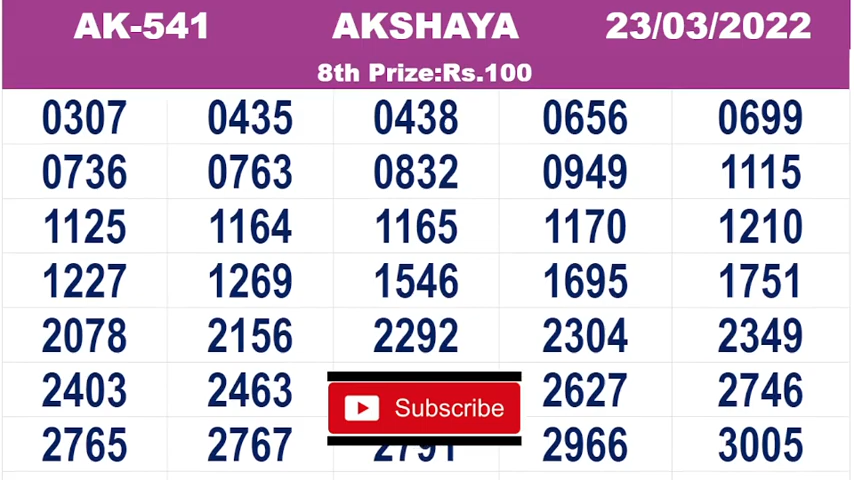 AK-541 AKSHAYA 23/03/2022
8th Prize:Rs.100
0307 0435 0438 0656 0699
0736 0763 0832 0949 1115
1125 1164 1165 1170 1210
1227 1269 1546 1695 1751
2078 2156 2292 2304 2349
2403 2463 Subscribe 2627 2746
2765 2767 2966 3005